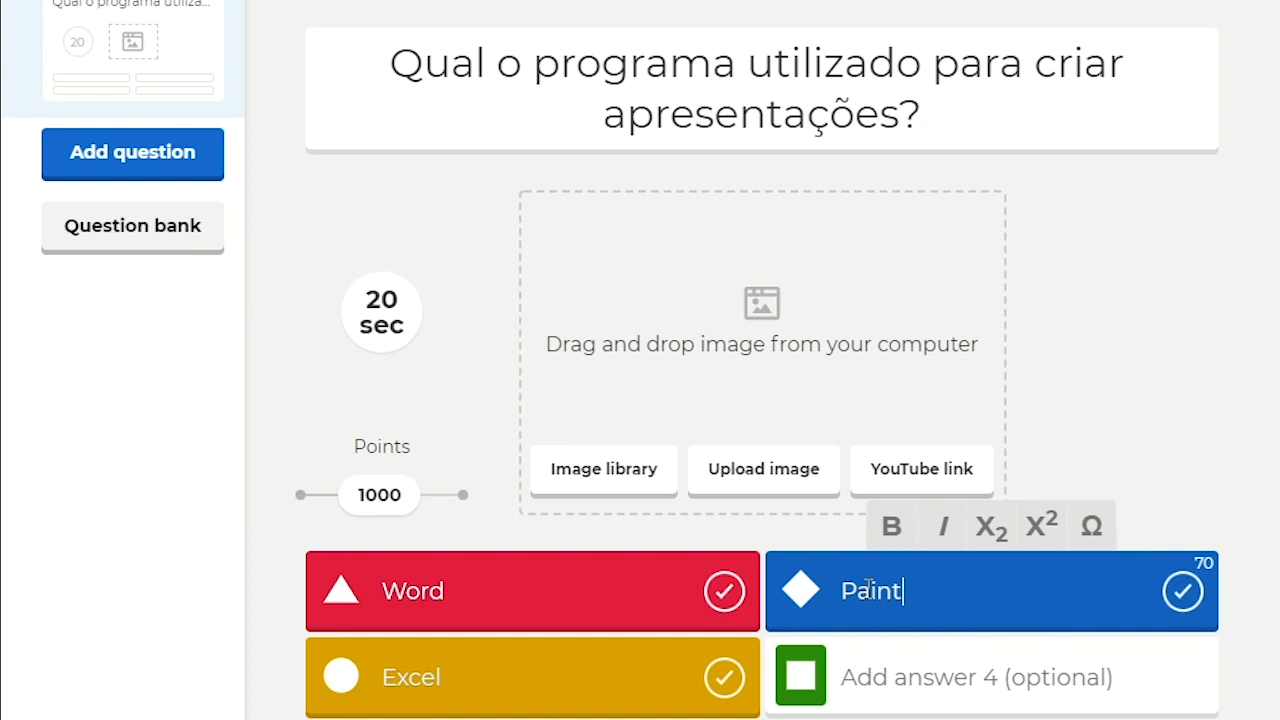 Qual o programa utiliza...
20
Add question
Question bank
Qual o programa utilizado para criar
apresentações?
20
sec
Drag and drop image from your computer
Points
1000
Image library
Upload image
YouTube link
B I X2 X2 Ω
Word
70
Paint
Excel
Add answer 4 (optional)